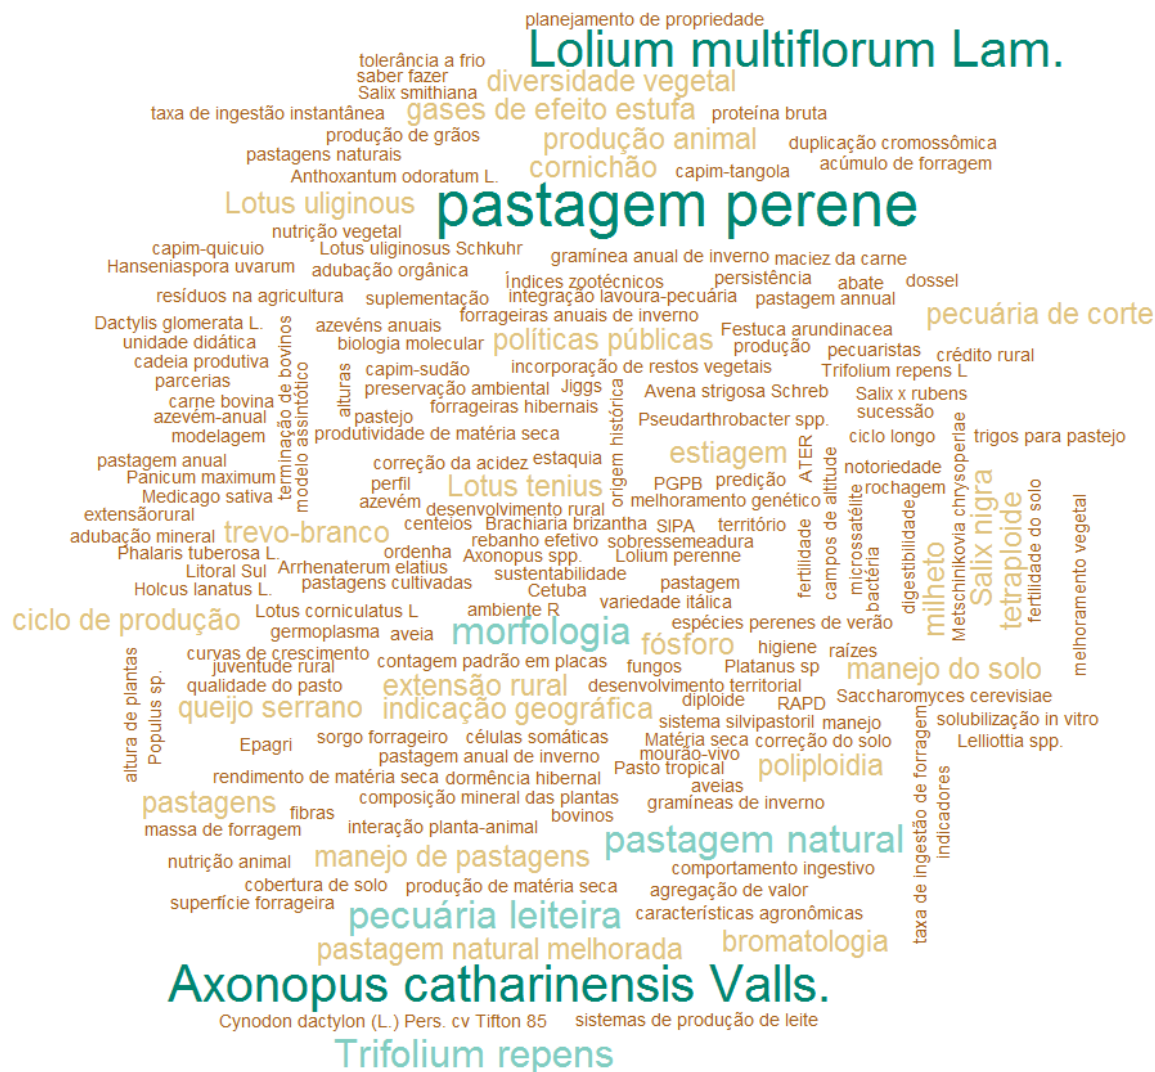 planejamento de propriedade
Lolium multiflorum Lam.
tolerância a frio
saber fazer
diversidade vegetal
Salix smithiana
taxa de ingestão instantânea
gases de efeito estufa
proteína bruta
produção de grãos
produção animal
duplicação cromossômica
pastagens naturais
cornichão
capim-tangola
acúmulo de forragem
Anthoxantum odoratum L.
Lotus uliginous
pastagem perene
nutrição vegetal
capim-quicuio
Lotus uliginosus Schkuhr
gramínea anual de inverno
maciez da carne
Hanseniaspora uvarum
adubação orgânica
Índices zootécnicos
persistência
abate
dossel
resíduos na agricultura
suplementação
integração lavoura-pecuária
pastagem annual
pecuária de corte
forrageiras anuais de inverno
Dactylis glomerata L.
azevéns anuais
políticas públicas
Festuca arundinacea
unidade didática
biologia molecular
produção
pecuaristas
crédito rural
cadeia produtiva
capim-sudão
incorporação de restos vegetais
Trifolium repens L
parcerias
preservação ambiental
Jiggs
Avena strigosa Schreb
Salix x rubens
carne bovina
alturas
forrageiras hibernais
sucessão
azevém-anual
pastejo
Pseudarthrobacter spp.
modelagem
terminação de bovinos
modelo assintótico
produtividade de matéria seca
origem histórica
ciclo longo
trigos para pastejo
pastagem anual
correção da acidez
estaquia
estiagem
ATER
notoriedade
Panicum maximum
perfil
Lotus tenius
PGPB
predição
rochagem
Medicago sativa
azevém
melhoramento genético
extensãorural
desenvolvimento rural
adubação mineral
trevo-branco
centeios
Brachiaria brizantha
SIPA
território
rebanho efetivo
sobressemeadura
Phalaris tuberosa L.
ordenha
Axonopus spp.
Lolium perenne
Litoral Sul
Arrhenaterum elatius
sustentabilidade
Holcus lanatus L.
pastagens cultivadas
pastagem
Cetuba
variedade itálica
fertilidade
campos de altitude
microssatélite
bactéria
digestibilidade
milheto
Metschinikovia chrysoperlae
Salix nigra
tetraploide
fertilidade do solo
melhoramento vegetal
ciclo de produção
Lotus corniculatus L
ambiente R
espécies perenes de verão
germoplasma
aveia
morfologia
fósforo
higiene
raízes
curvas de crescimento
juventude rural
contagem padrão em placas
fungos
Platanus sp
manejo do solo
altura de plantas
Populus sp.
qualidade do pasto
extensão rural
desenvolvimento territorial
Saccharomyces cerevisiae
queijo serrano
indicação geográfica
diploide
RAPD
sistema silvipastoril
manejo
solubilização in vitro
Epagri
sorgo forrageiro
células somáticas
Matéria seca
correção do solo
Lelliottia spp.
pastagem anual de inverno
mourão-vivo
Pasto tropical
poliploidia
rendimento de matéria seca
dormência hibernal
aveias
composição mineral das plantas
gramíneas de inverno
pastagens
fibras
bovinos
massa de forragem
interação planta-animal
pastagem natural
taxa de ingestão de forragem
indicadores
nutrição animal
manejo de pastagens
comportamento ingestivo
cobertura de solo
produção de matéria seca
agregação de valor
superfície forrageira
pecuária leiteira
características agronômicas
pastagem natural melhorada
bromatologia
Axonopus catharinensis Valls.
Cynodon dactylon (L.) Pers. cv Tifton 85
sistemas de produção de leite
Trifolium repens